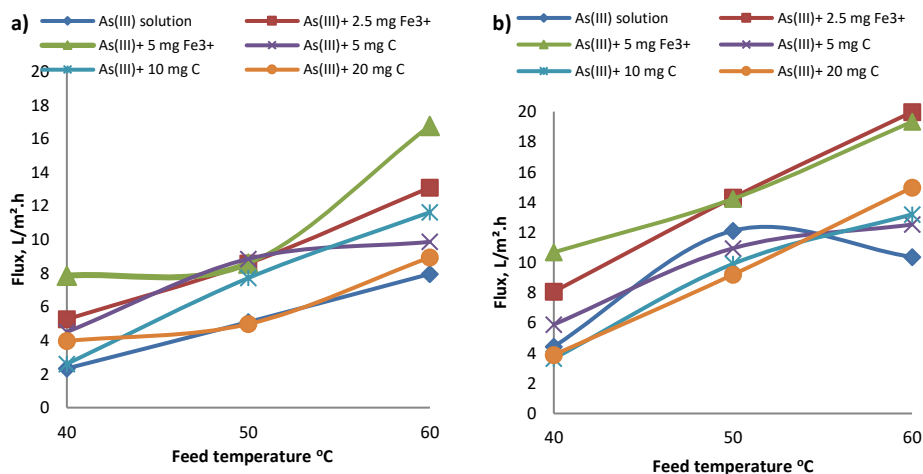 a)
As(III) solution
As(III)+ 2.5 mg Fe3+
As(III)+ 5 mg Fe3+
As(III)+ 5 mg C
As(III)+ 10 mg C
As(III)+ 20 mg C
Flux, L/m².h
20
18
16
14
12
10
8
6
4
2
0
40
50
60
Feed temperature ºC
b)
As(III) solution
As(III)+ 2.5 mg Fe3+
As(III)+ 5 mg Fe3+
As(III)+ 5 mg C
As(III)+ 10 mg C
As(III)+ 20 mg C
Flux, L/m².h
20
18
16
14
12
10
8
6
4
2
0
40
50
60
Feed temperature ºC